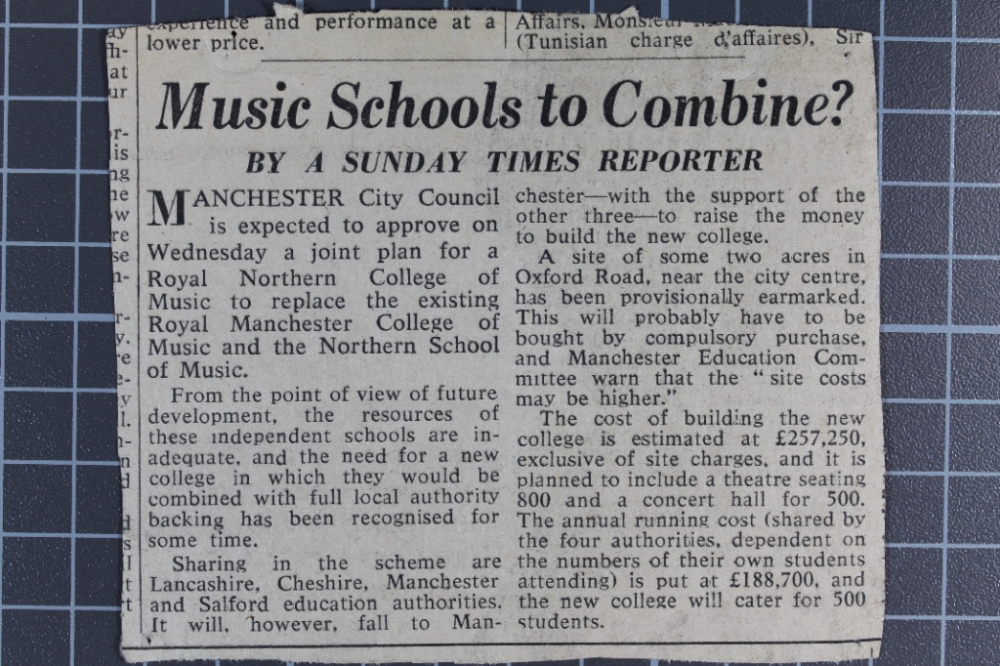 experience and performance at a
lower price.
Affairs, Monsieur
(Tunisian charge d'affaires), Sir
Music Schools to Combine?
BY A SUNDAY TIMES REPORTER
MANCHESTER City Council
is expected to approve on
Wednesday a joint plan for a
Royal Northern College of
Music to replace the existing
Royal Manchester College of
Music and the Northern School
of Music.
From the point of view of future
development, the resources of
these independent schools are in-
adequate, and the need for a new
college in which they would be
combined with full local authority
backing has been recognised for
some time.
Sharing in the scheme are
Lancashire, Cheshire, Manchester
and Salford education authorities.
It will, however, fall to Man-
chester—with the support of the
other three—to raise the money
to build the new college.
A site of some two acres in
Oxford Road, near the city centre,
has been provisionally earmarked.
This will probably have to be
bought by compulsory purchase,
and Manchester Education Com-
mittee warn that the "site costs
may be higher."
The cost of building the new
college is estimated at £257,250,
exclusive of site charges, and it is
planned to include a theatre seating
800 and a concert hall for 500.
The annual running cost (shared by
the four authorities, dependent on
the numbers of their own students
attending) is put at £188,700, and
the new college will cater for 500
students.